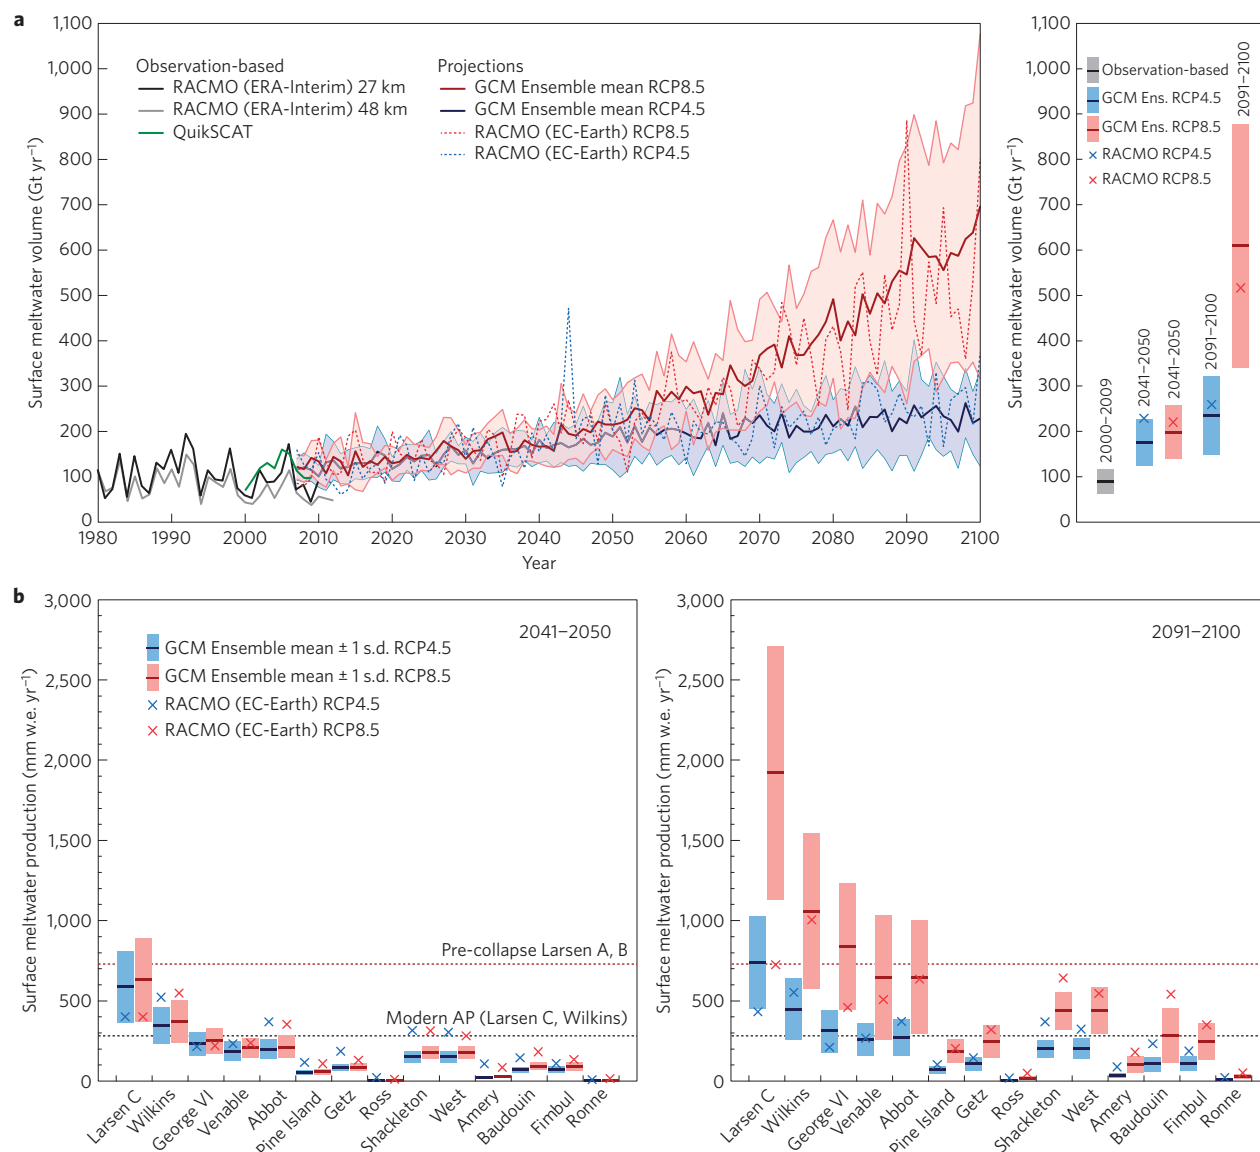 a
1,100
1,000
900
800
700
600
500
400
300
200
100
0
Surface meltwater volume (Gt yr⁻¹)
Observation-based
RACMO (ERA-Interim) 27 km
RACMO (ERA-Interim) 48 km
QuikSCAT
Projections
GCM Ensemble mean RCP8.5
GCM Ensemble mean RCP4.5
RACMO (EC-Earth) RCP8.5
RACMO (EC-Earth) RCP4.5
1980 1990 2000 2010 2020 2030 2040 2050 2060 2070 2080 2090 2100
Year
1,100
1,000
900
800
700
600
500
400
300
200
100
0
Surface meltwater volume (Gt yr⁻¹)
Observation-based
GCM Ens. RCP4.5
GCM Ens. RCP8.5
RACMO RCP4.5
RACMO RCP8.5
2000–2009
2041–2050
2041–2050
2091–2100
2091–2100
b
3,000
2,500
2,000
1,500
1,000
500
0
Surface meltwater production (mm w.e. yr⁻¹)
2041–2050
GCM Ensemble mean ± 1 s.d. RCP4.5
GCM Ensemble mean ± 1 s.d. RCP8.5
RACMO (EC-Earth) RCP4.5
RACMO (EC-Earth) RCP8.5
Pre-collapse Larsen A, B
Modern AP (Larsen C, Wilkins)
Larsen C
Wilkins
George VI
Venable
Abbot
Pine Island
Getz
Ross
Shackleton
West
Amery
Baudouin
Fimbul
Ronne
3,000
2,500
2,000
1,500
1,000
500
0
Surface meltwater production (mm w.e. yr⁻¹)
2091–2100
Larsen C
Wilkins
George VI
Venable
Abbot
Pine Island
Getz
Ross
Shackleton
West
Amery
Baudouin
Fimbul
Ronne